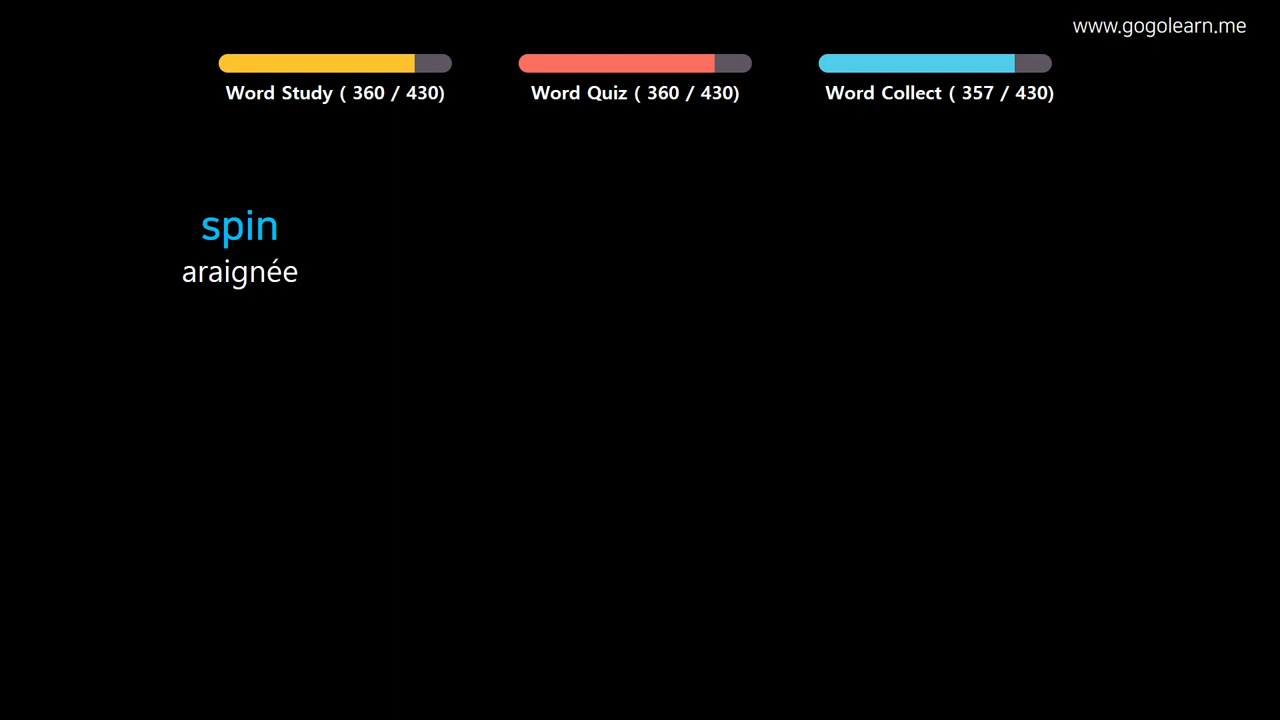 www.gogolearn.me
Word Study ( 360 / 430)
Word Quiz ( 360 / 430)
Word Collect ( 357 / 430)
spin
araignée